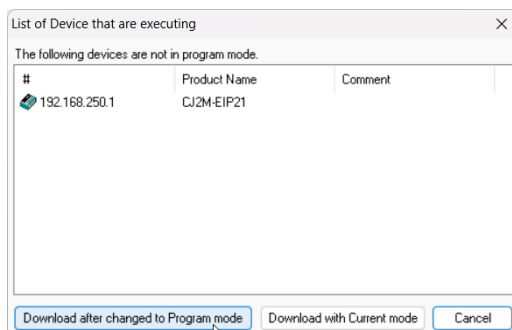 List of Device that are executing
The following devices are not in program mode.
# Product Name Comment
192.168.250.1 CJ2M-EIP21
Download after changed to Program mode Download with Current mode Cancel